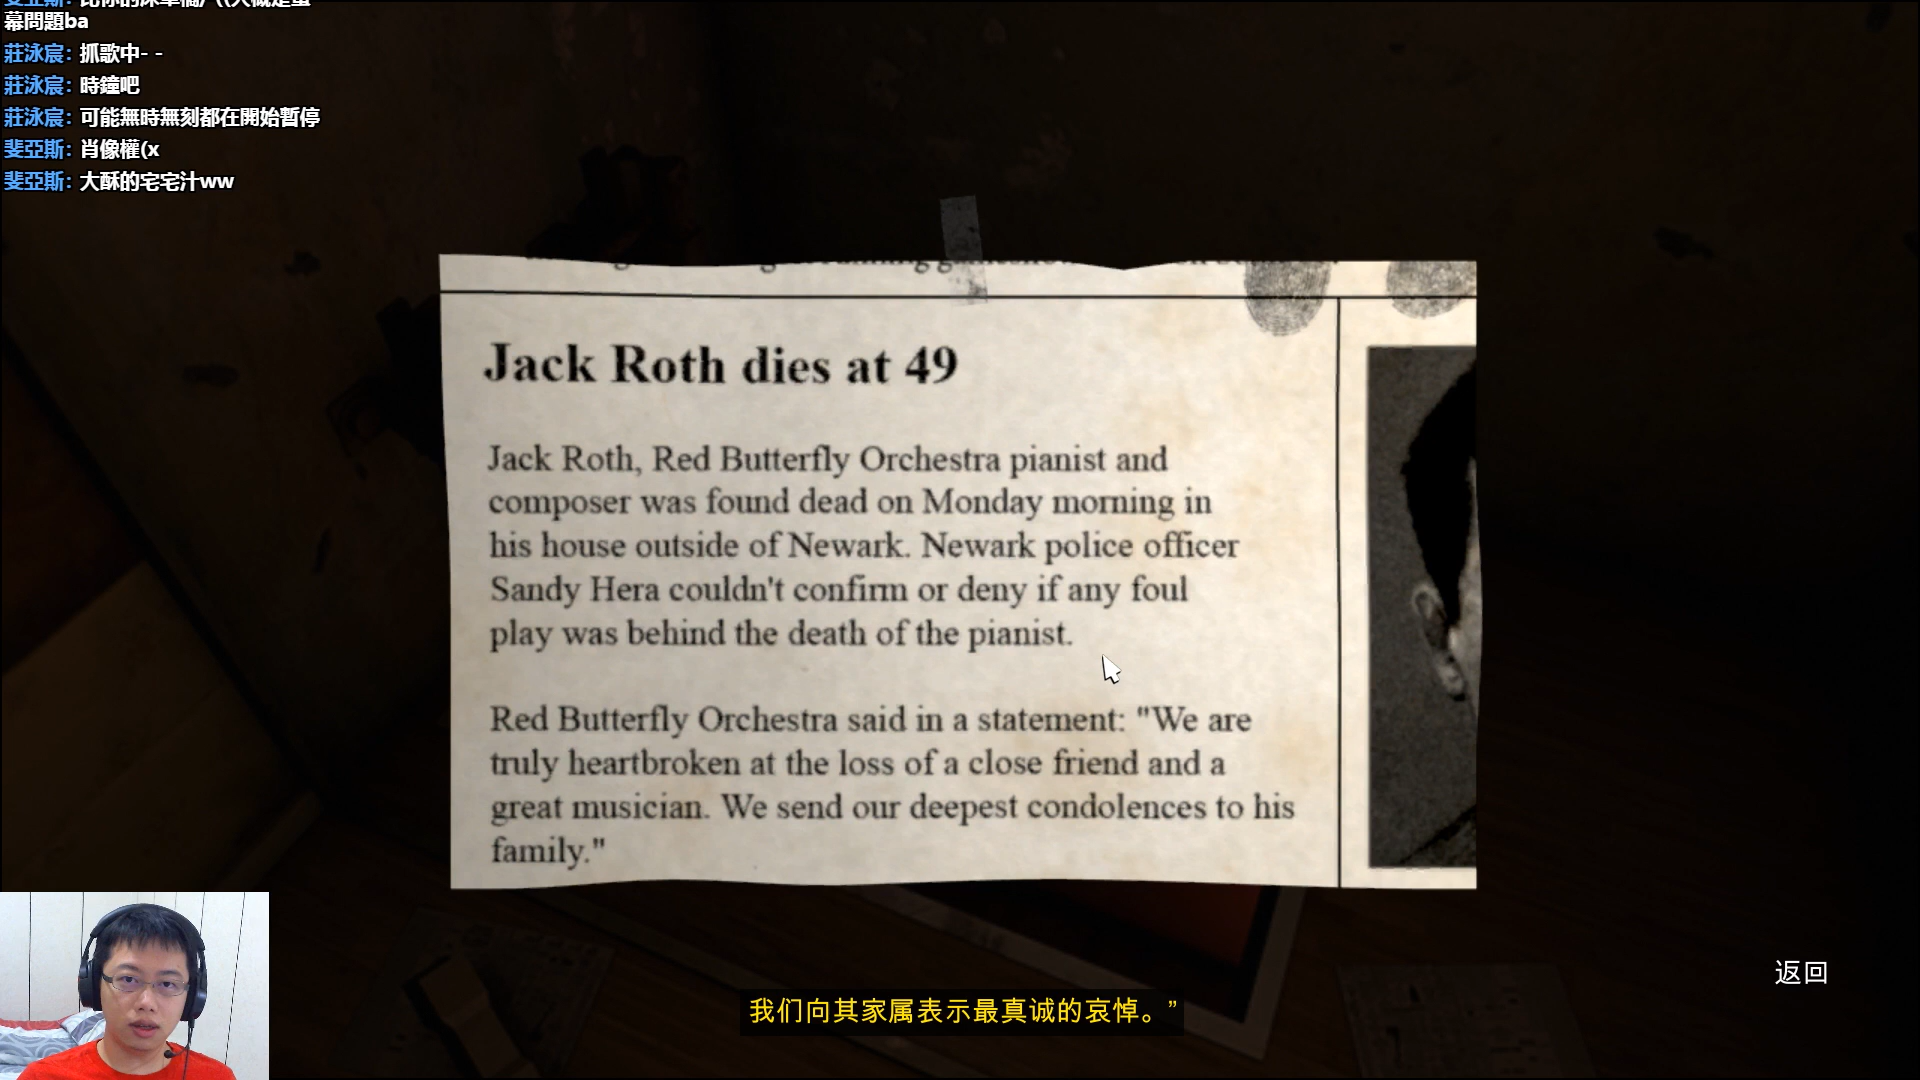 幕問題ba
莊泳宸: 抓歌中- -
莊泳宸: 時鐘吧
莊泳宸: 可能無時無刻都在開始暫停
斐亞斯: 肖像權(x
斐亞斯: 大酥的宅宅汁ww
Jack Roth dies at 49
Jack Roth, Red Butterfly Orchestra pianist and
composer was found dead on Monday morning in
his house outside of Newark. Newark police officer
Sandy Hera couldn't confirm or deny if any foul
play was behind the death of the pianist.
Red Butterfly Orchestra said in a statement: "We are
truly heartbroken at the loss of a close friend and a
great musician. We send our deepest condolences to his
family."
返回
我们向其家属表示最真诚的哀悼。”